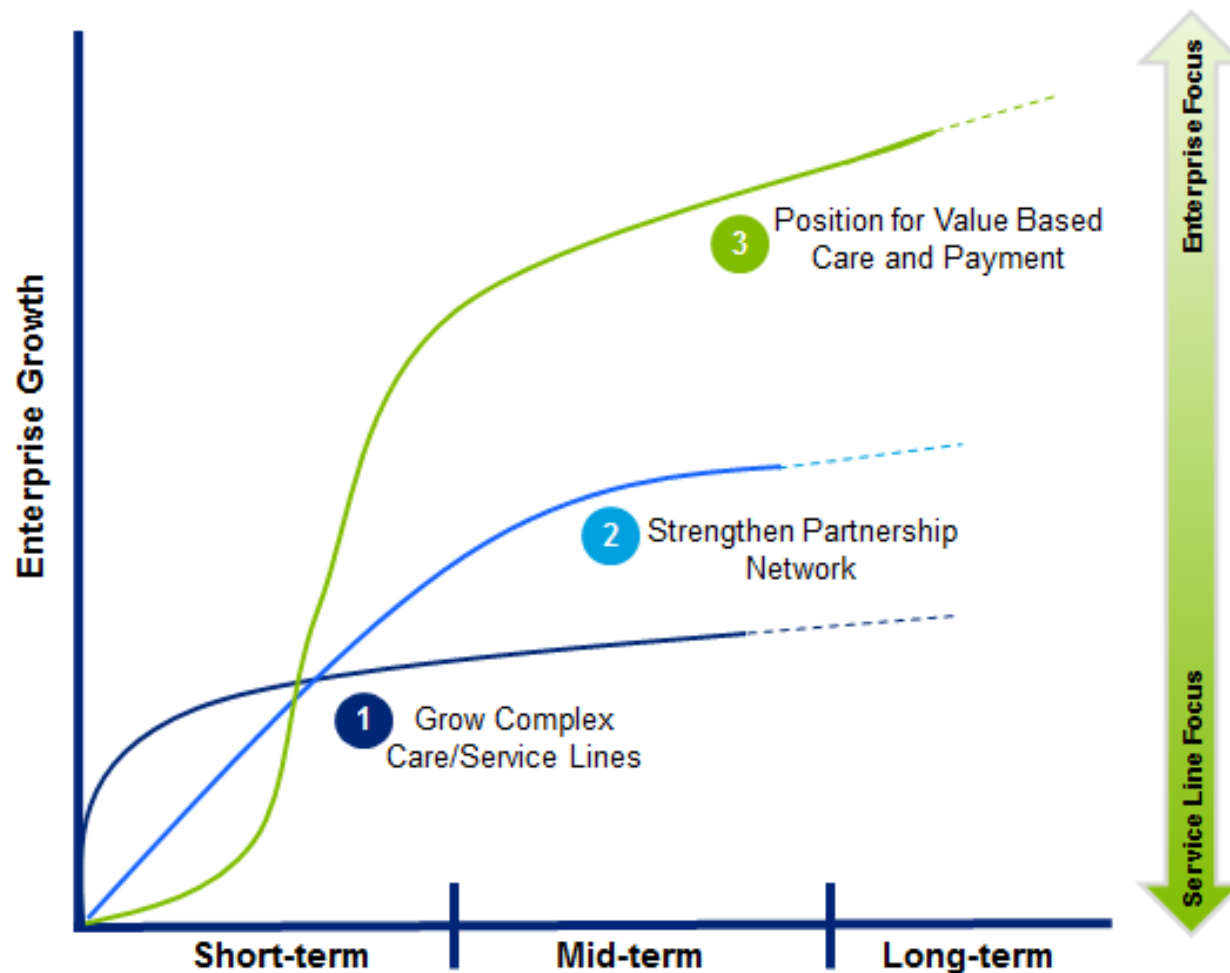 Enterprise Growth
3
Position for Value Based
Care and Payment
2
Strengthen Partnership
Network
1
Grow Complex
Care/Service Lines
Short-term
Mid-term
Long-term
Enterprise Focus
Service Line Focus